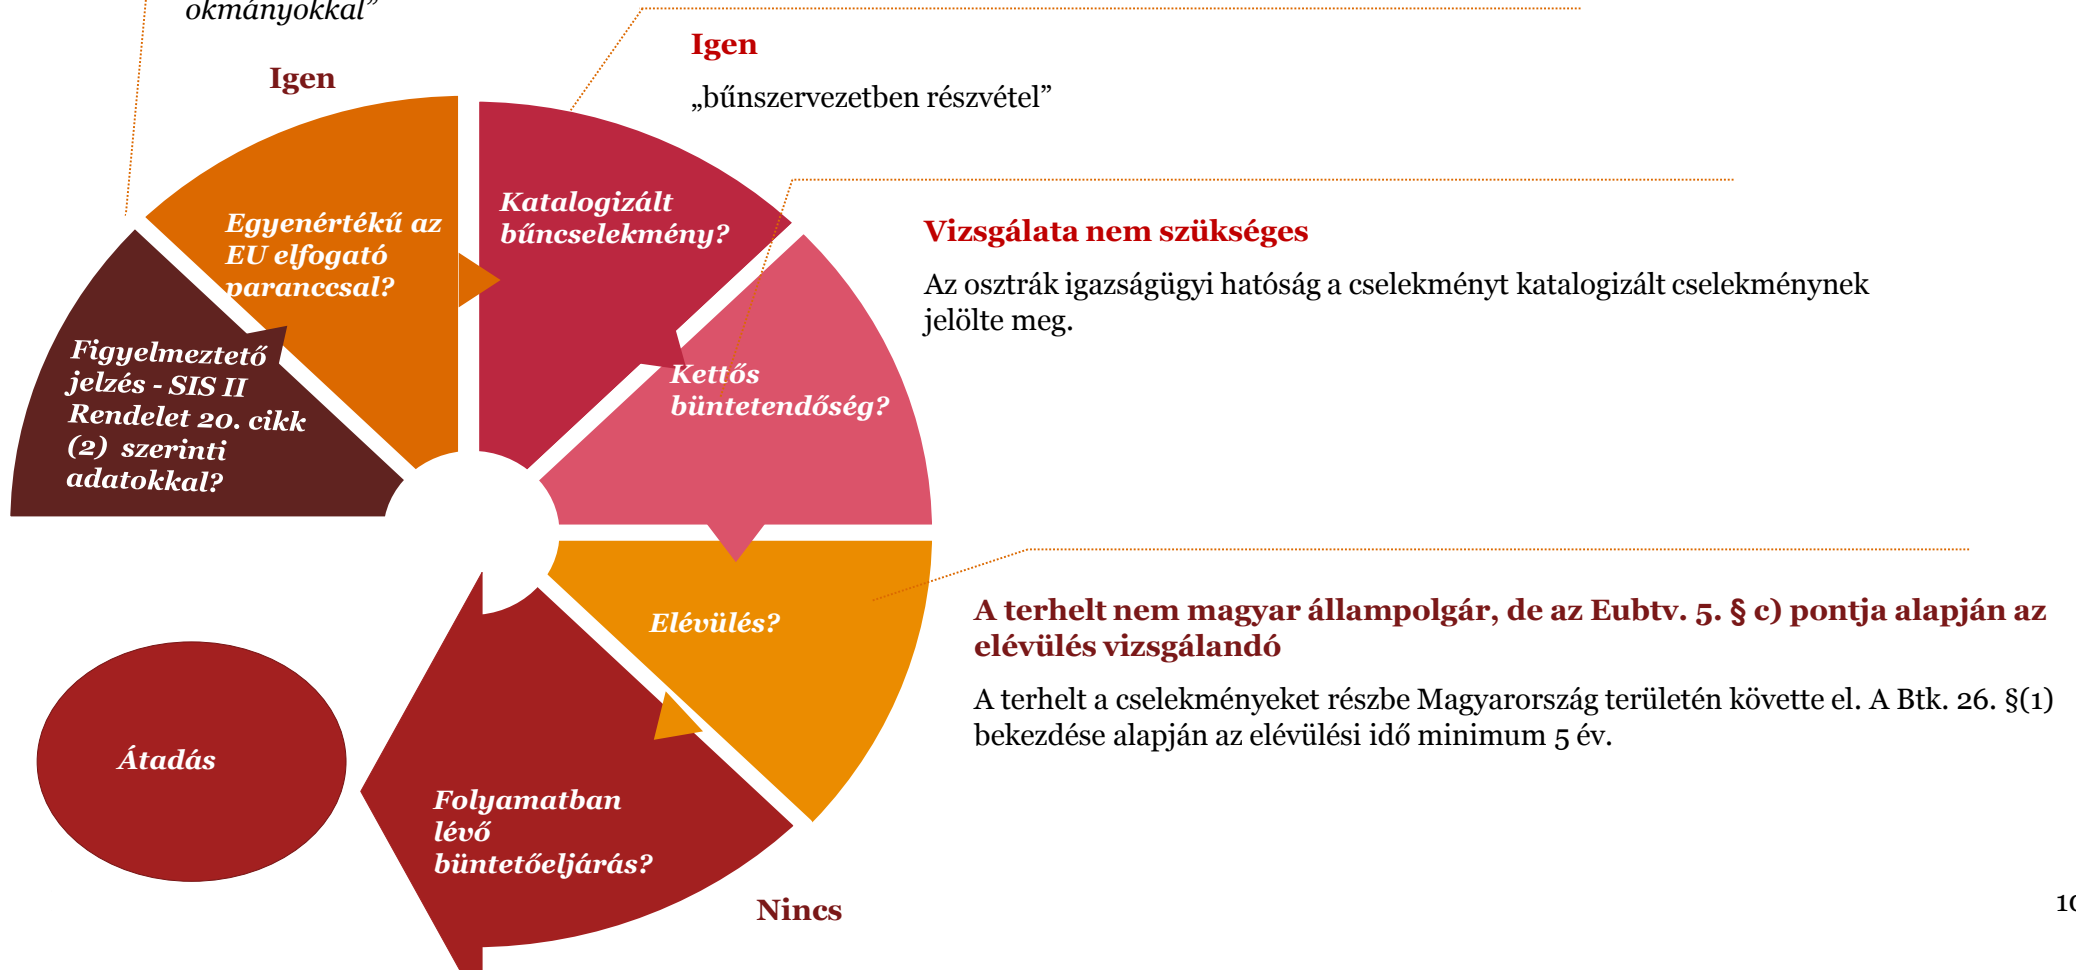 okmányokkal”
Igen
Igen
„bűnszervezetben részvétel”
Katalogizált
bűncselekmény?
Egyenértékű az
EU elfogató
paranccsal?
Vizsgálata nem szükséges
Az osztrák igazságügyi hatóság a cselekményt katalogizált cselekménynek
jelölte meg.
Figyelmeztető
jelzés - SIS II
Rendelet 20. cikk
(2) szerinti
adatokkal?
Kettős
büntetendőség?
Elévülés?
A terhelt nem magyar állampolgár, de az Eubtv. 5. § c) pontja alapján az
elévülés vizsgálandó
A terhelt a cselekményeket részbe Magyarország területén követte el. A Btk. 26. §(1)
bekezdése alapján az elévülési idő minimum 5 év.
Átadás
Folyamatban
lévő
büntetőeljárás?
Nincs